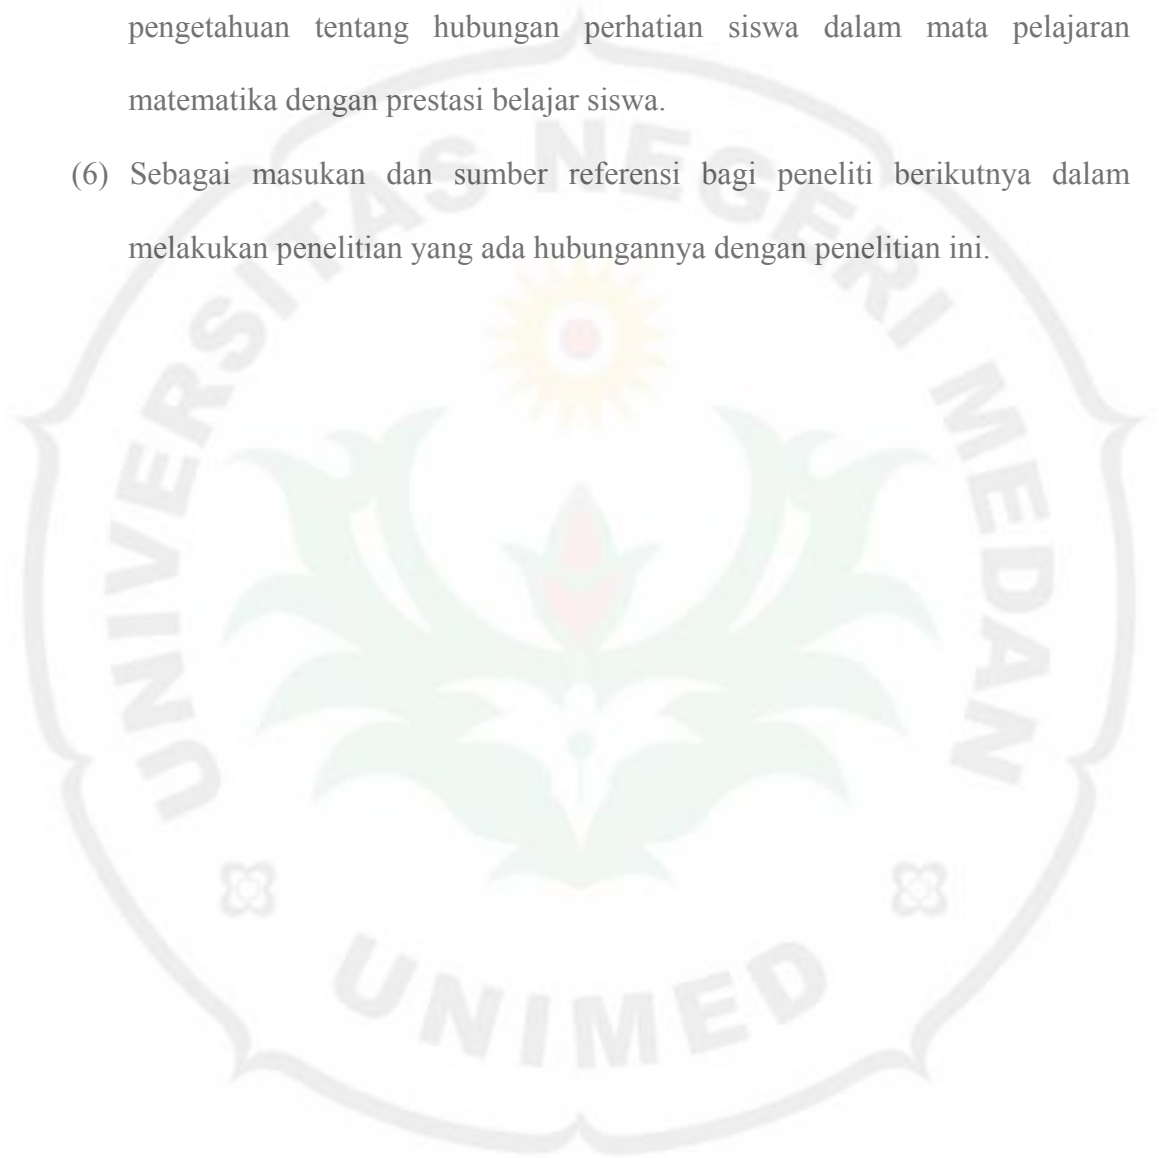 pengetahuan tentang hubungan perhatian siswa dalam mata pelajaran
matematika dengan prestasi belajar siswa.
(6) Sebagai masukan dan sumber referensi bagi peneliti berikutnya dalam
melakukan penelitian yang ada hubungannya dengan penelitian ini.
UNIVERSITAS NEGERI MEDAN
UNIMED